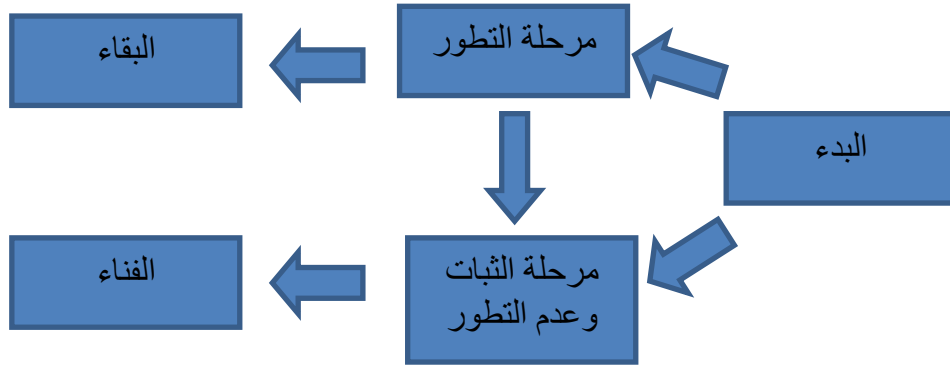 البدء
مرحلة التطور
البقاء
مرحلة الثبات
وعدم التطور
الفناء